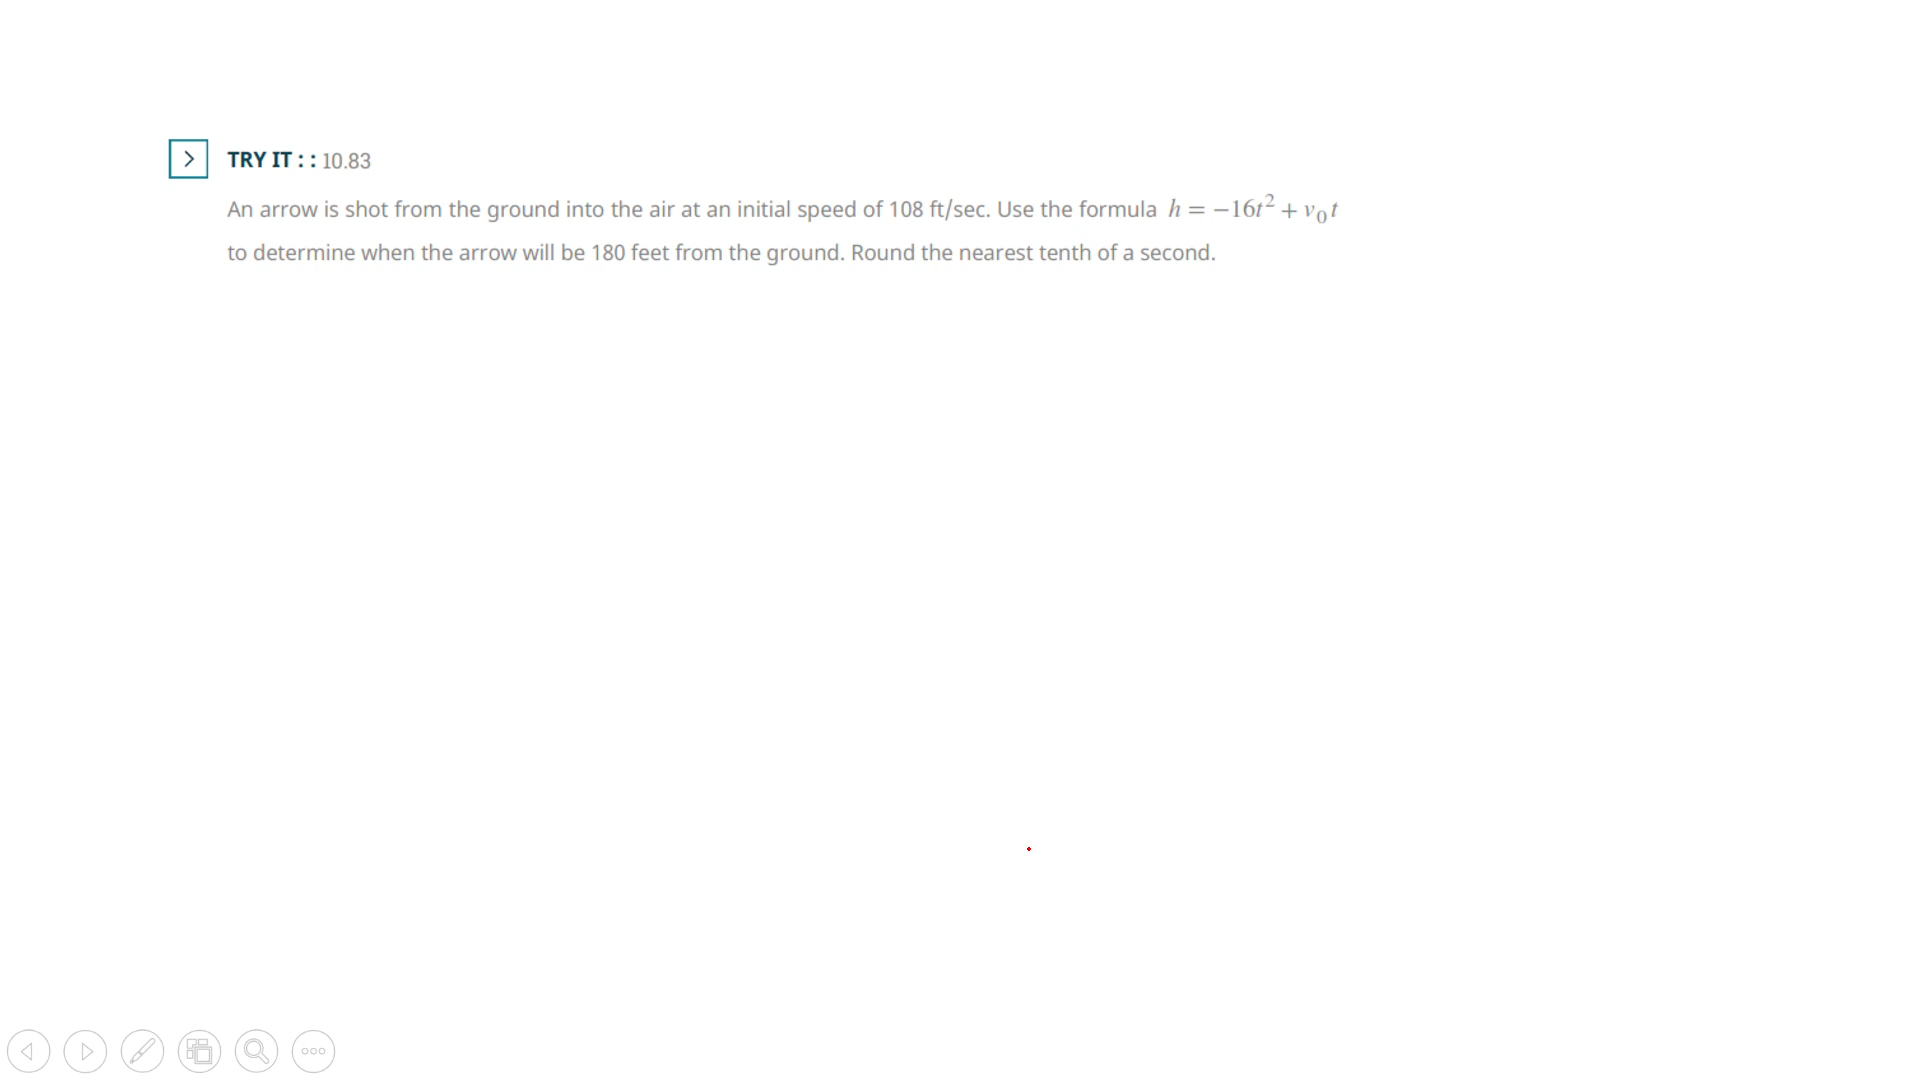 TRY IT : : 10.83
An arrow is shot from the ground into the air at an initial speed of 108 ft/sec. Use the formula h = −16t² + v₀t
to determine when the arrow will be 180 feet from the ground. Round the nearest tenth of a second.